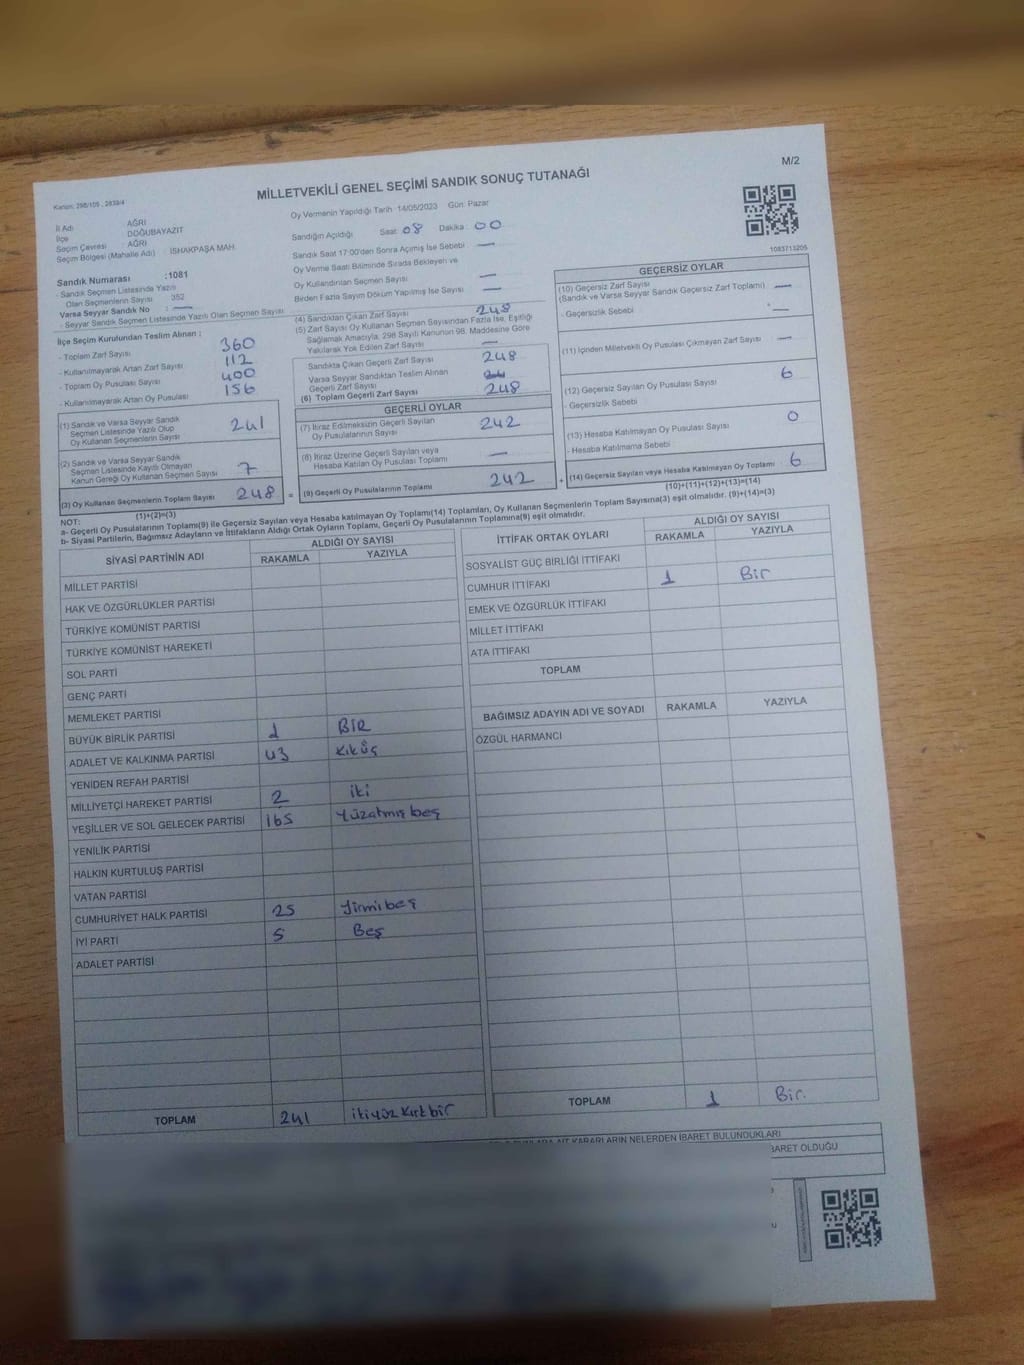 M/2
MİLLETVEKİLİ GENEL SEÇİMİ SANDIK SONUÇ TUTANAĞI
Kanun: 298/105 , 2839/4
İl Adı AĞRI
İlçe DOĞUBAYAZIT
Seçim Çevresi : AĞRI
Seçim Bölgesi (Mahalle Adı) : İSHAKPAŞA MAH.
Sandık Numarası :1081
- Sandık Seçmen Listesinde Yazılı
Olan Seçmenlerin Sayısı 352
Varsa Seyyar Sandık No : —
- Seyyar Sandık Seçmen Listesinde Yazılı Olan Seçmen Sayısı
İlçe Seçim Kurulundan Teslim Alınan :
- Toplam Zarf Sayısı 360
- Kullanılmayarak Artan Zarf Sayısı 112
- Toplam Oy Pusulası Sayısı 400
- Kullanılmayarak Artan Oy Pusulası 156
(1) Sandık ve Varsa Seyyar Sandık
Seçmen Listesinde Yazılı Olup
Oy Kullanan Seçmenlerin Sayısı 241
(2) Sandık ve Varsa Seyyar Sandık
Seçmen Listesinde Kayıtlı Olmayan
Kanun Gereği Oy Kullanan Seçmen Sayısı 7
(3) Oy Kullanan Seçmenlerin Toplam Sayısı 248 =
(1)+(2)=(3)
Oy Vermenin Yapıldığı Tarih 14/05/2023 Gün: Pazar
Sandığın Açıldığı Saat 08 Dakika 00
Sandık Saat 17:00'den Sonra Açılmış İse Sebebi —
Oy Verme Saati Bitiminde Sırada Bekleyen ve
Oy Kullandırılan Seçmen Sayısı —
Birden Fazla Sayım Döküm Yapılmış İse Sayısı —
(4) Sandıktan Çıkan Zarf Sayısı 248
(5) Zarf Sayısı Oy Kullanan Seçmen Sayısından Fazla İse, Eşitliği
Sağlamak Amacıyla, 298 Sayılı Kanunun 98. Maddesine Göre
Yakılarak Yok Edilen Zarf Sayısı —
Sandıkta Çıkan Geçerli Zarf Sayısı 248
Varsa Seyyar Sandıktan Teslim Alınan
Geçerli Zarf Sayısı
(6) Toplam Geçerli Zarf Sayısı 248
GEÇERLİ OYLAR
(7) İtiraz Edilmeksizin Geçerli Sayılan
Oy Pusulalarının Sayısı 242
(8) İtiraz Üzerine Geçerli Sayılan veya
Hesaba Katılan Oy Pusulası Toplamı —
(9) Geçerli Oy Pusulalarının Toplamı 242 +
1083713205
GEÇERSİZ OYLAR
(10) Geçersiz Zarf Sayısı
(Sandık ve Varsa Seyyar Sandık Geçersiz Zarf Toplamı) —
- Geçersizlik Sebebi —
(11) İçinden Milletvekili Oy Pusulası Çıkmayan Zarf Sayısı —
(12) Geçersiz Sayılan Oy Pusulası Sayısı 6
- Geçersizlik Sebebi
(13) Hesaba Katılmayan Oy Pusulası Sayısı 0
- Hesaba Katılmama Sebebi
(14) Geçersiz Sayılan veya Hesaba Katılmayan Oy Toplamı 6
(10)+(11)+(12)+(13)=(14)
NOT:
a- Geçerli Oy Pusulalarının Toplamı(9) ile Geçersiz Sayılan veya Hesaba katılmayan Oy Toplamı(14) Toplamları, Oy Kullanan Seçmenlerin Toplam Sayısına(3) eşit olmalıdır. (9)+(14)=(3)
b- Siyasi Partilerin, Bağımsız Adayların ve İttifakların Aldığı Ortak Oyların Toplamı, Geçerli Oy Pusulalarının Toplamına(9) eşit olmalıdır.
SİYASİ PARTİNİN ADI ALDIĞI OY SAYISI
RAKAMLA YAZIYLA
MİLLET PARTİSİ
HAK VE ÖZGÜRLÜKLER PARTİSİ
TÜRKİYE KOMÜNİST PARTİSİ
TÜRKİYE KOMÜNİST HAREKETİ
SOL PARTİ
GENÇ PARTİ
MEMLEKET PARTİSİ
BÜYÜK BİRLİK PARTİSİ 1 BİR
ADALET VE KALKINMA PARTİSİ 43 Kıküç
YENİDEN REFAH PARTİSİ
MİLLİYETÇİ HAREKET PARTİSİ 2 iki
YEŞİLLER VE SOL GELECEK PARTİSİ 165 Yüzatmış beş
YENİLİK PARTİSİ
HALKIN KURTULUŞ PARTİSİ
VATAN PARTİSİ
CUMHURİYET HALK PARTİSİ 25 Yirmibeş
İYİ PARTİ 5 Beş
ADALET PARTİSİ
TOPLAM 241 ikiyüz Kırkbir
İTTİFAK ORTAK OYLARI ALDIĞI OY SAYISI
RAKAMLA YAZIYLA
SOSYALİST GÜÇ BİRLİĞİ İTTİFAKI
CUMHUR İTTİFAKI 1 Bir
EMEK VE ÖZGÜRLÜK İTTİFAKI
MİLLET İTTİFAKI
ATA İTTİFAKI
TOPLAM
BAĞIMSIZ ADAYIN ADI VE SOYADI RAKAMLA YAZIYLA
ÖZGÜL HARMANCI
TOPLAM 1 Bir.
KARARLARIN NELERDEN İBARET BULUNDUKLARI
BARET OLDUĞU